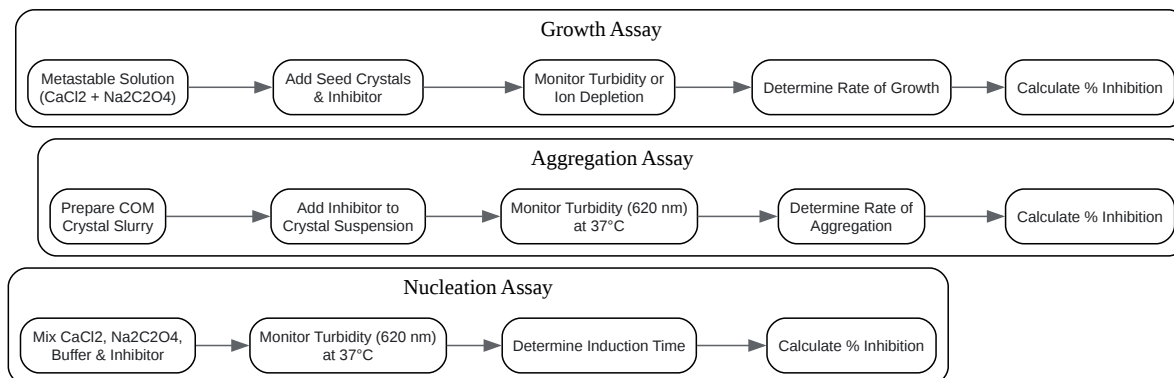 Growth Assay
Metastable Solution
(CaCl2 + Na2C2O4)
Add Seed Crystals
& Inhibitor
Monitor Turbidity or
Ion Depletion
Determine Rate of Growth
Calculate % Inhibition
Aggregation Assay
Prepare COM
Crystal Slurry
Add Inhibitor to
Crystal Suspension
Monitor Turbidity (620 nm)
at 37°C
Determine Rate of
Aggregation
Calculate % Inhibition
Nucleation Assay
Mix CaCl2, Na2C2O4,
Buffer & Inhibitor
Monitor Turbidity (620 nm)
at 37°C
Determine Induction Time
Calculate % Inhibition